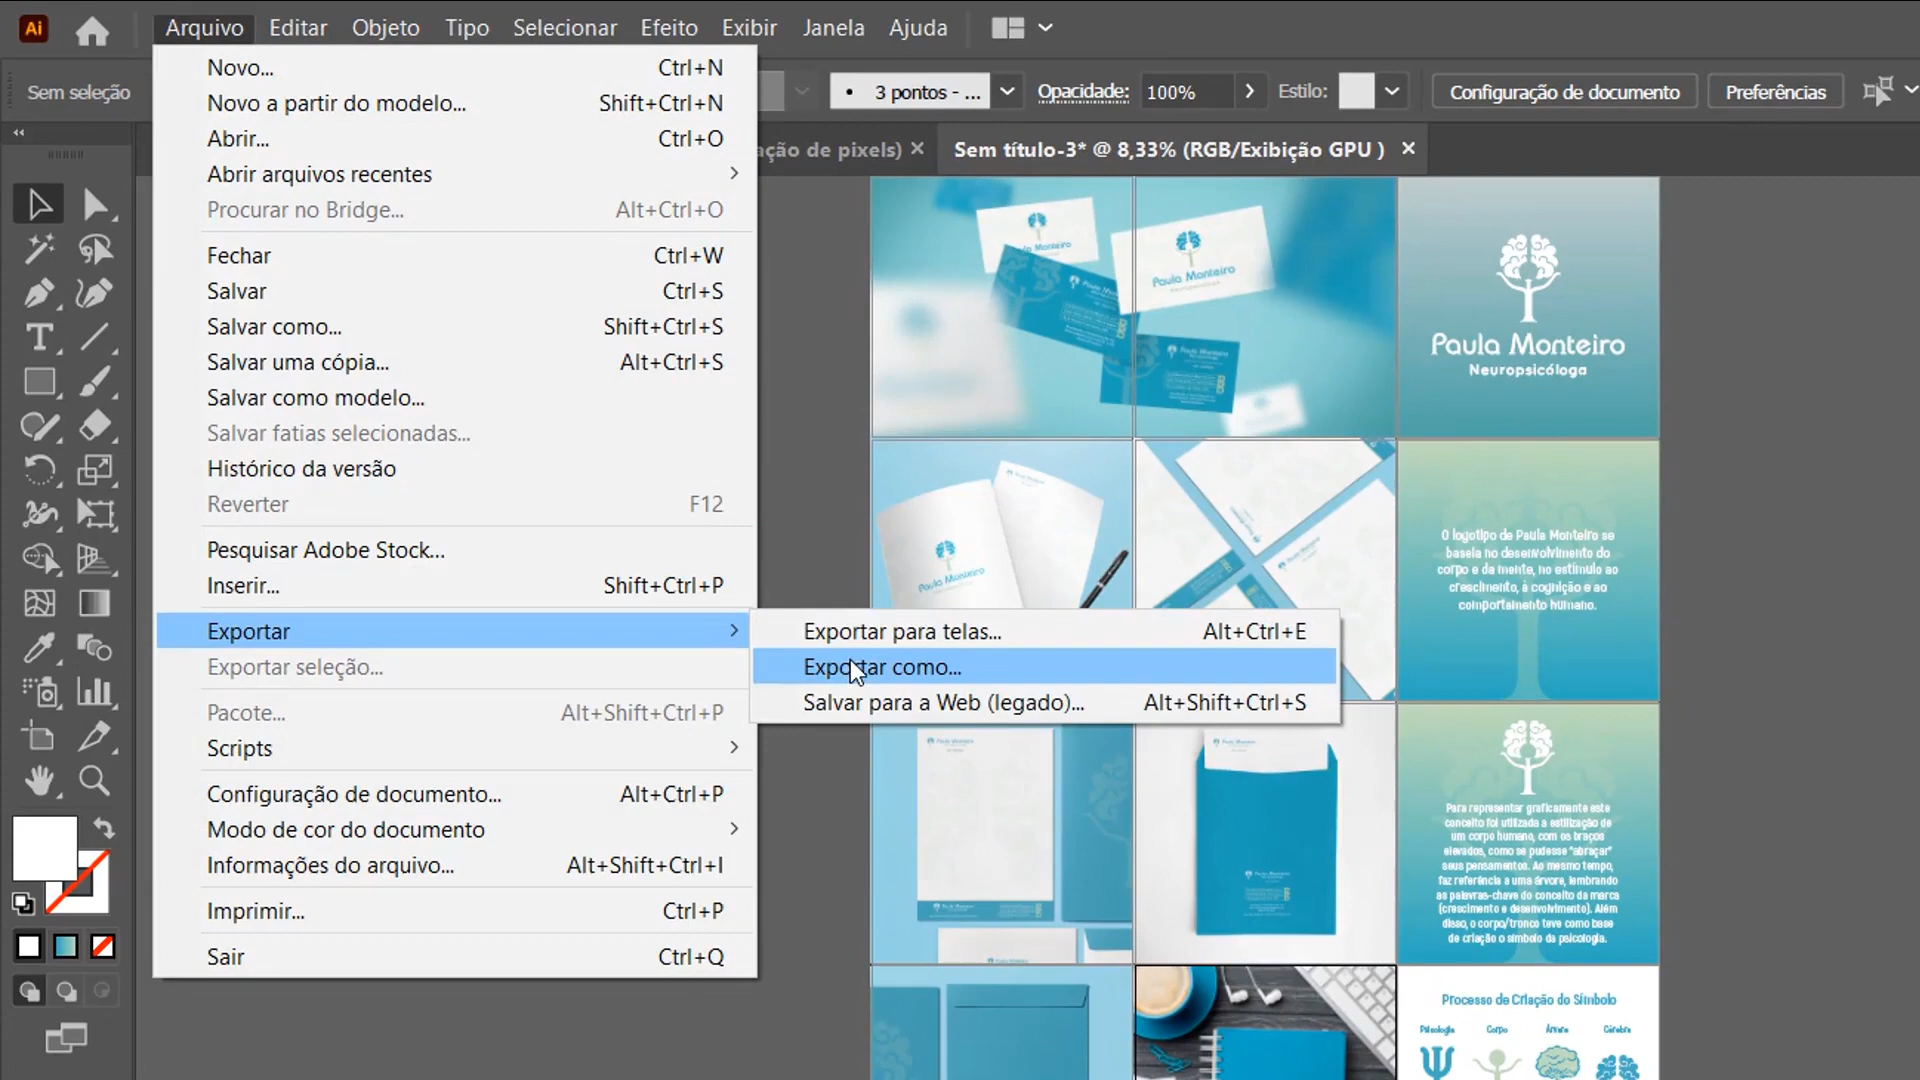 Ai
Arquivo Editar Objeto Tipo Selecionar Efeito Exibir Janela Ajuda
Sem seleção
3 pontos - ... Opacidade: 100% Estilo: Configuração de documento Preferências
ação de pixels) × Sem título-3* @ 8,33% (RGB/Exibição GPU ) ×
Novo... Ctrl+N
Novo a partir do modelo... Shift+Ctrl+N
Abrir... Ctrl+O
Abrir arquivos recentes
Procurar no Bridge... Alt+Ctrl+O
Fechar Ctrl+W
Salvar Ctrl+S
Salvar como... Shift+Ctrl+S
Salvar uma cópia... Alt+Ctrl+S
Salvar como modelo...
Salvar fatias selecionadas...
Histórico da versão
Reverter F12
Pesquisar Adobe Stock...
Inserir... Shift+Ctrl+P
Exportar
Exportar seleção...
Pacote... Alt+Shift+Ctrl+P
Scripts
Configuração de documento... Alt+Ctrl+P
Modo de cor do documento
Informações do arquivo... Alt+Shift+Ctrl+I
Imprimir... Ctrl+P
Sair Ctrl+Q
Exportar para telas... Alt+Ctrl+E
Exportar como...
Salvar para a Web (legado)... Alt+Shift+Ctrl+S
Paula Monteiro
Paula Monteiro
Neuropsicóloga
Paula Monteiro
O logotipo de Paula Monteiro se
baseia no desenvolvimento do
corpo e da mente, no estímulo ao
crescimento, à cognição e ao
comportamento humano.
Para representar graficamente este
conceito foi utilizada a estilização de
um corpo humano, com os braços
elevados, como se pudesse "abraçar"
seus pensamentos. Ao mesmo tempo,
faz referência a uma árvore, lembrando
as palavras-chave do conceito da marca
(crescimento e desenvolvimento). Além
disso, o corpo/tronco teve como base
de criação o símbolo da psicologia.
Processo de Criação do Símbolo
Psicologia Corpo Árvore Cérebro